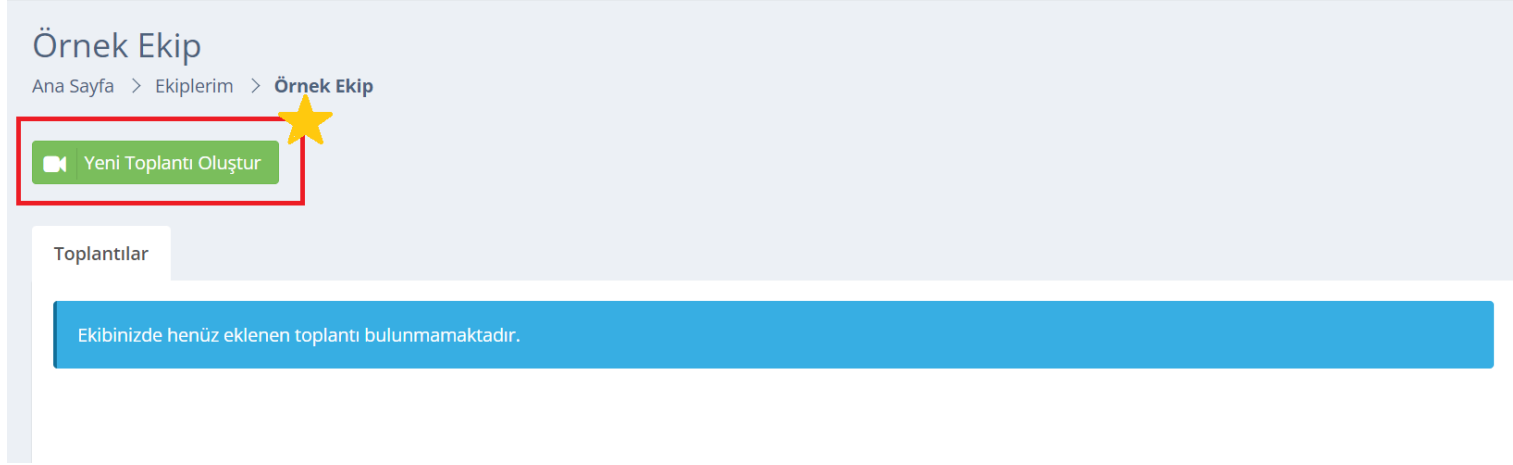 Örnek Ekip
Ana Sayfa > Ekiplerim > Örnek Ekip
Yeni Toplantı Oluştur
Toplantılar
Ekibinizde henüz eklenen toplantı bulunmamaktadır.